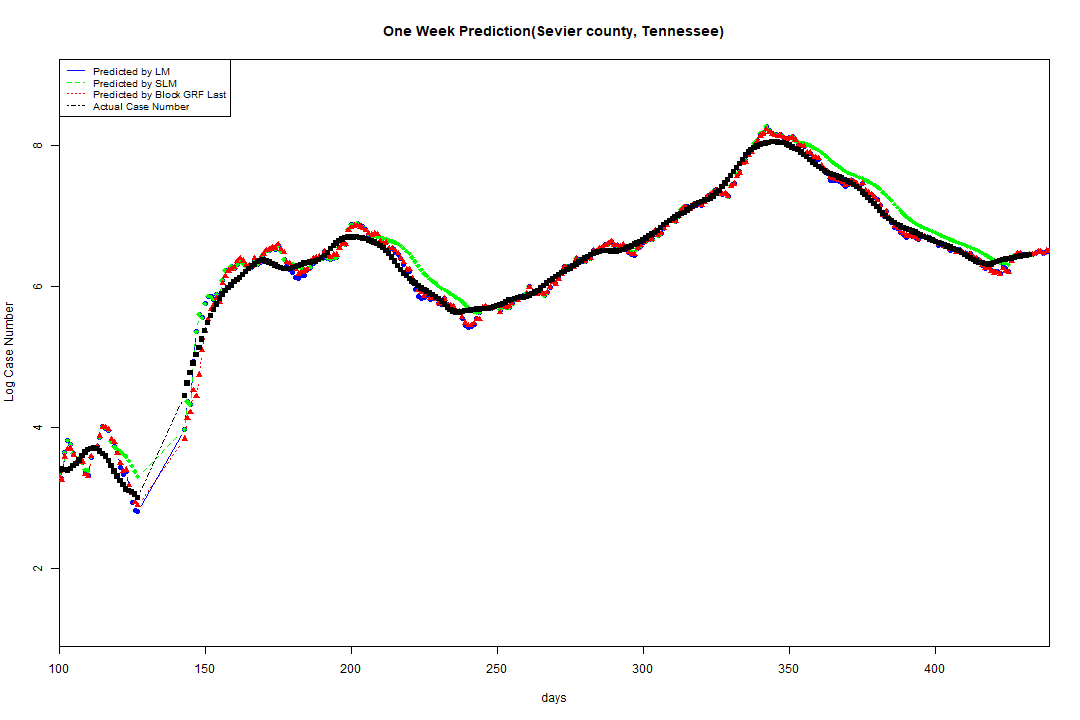 One Week Prediction(Sevier county, Tennessee)
Predicted by LM
Predicted by SLM
Predicted by Block GRF Last
Actual Case Number
8
6
4
2
Log Case Number
100 150 200 250 300 350 400
days